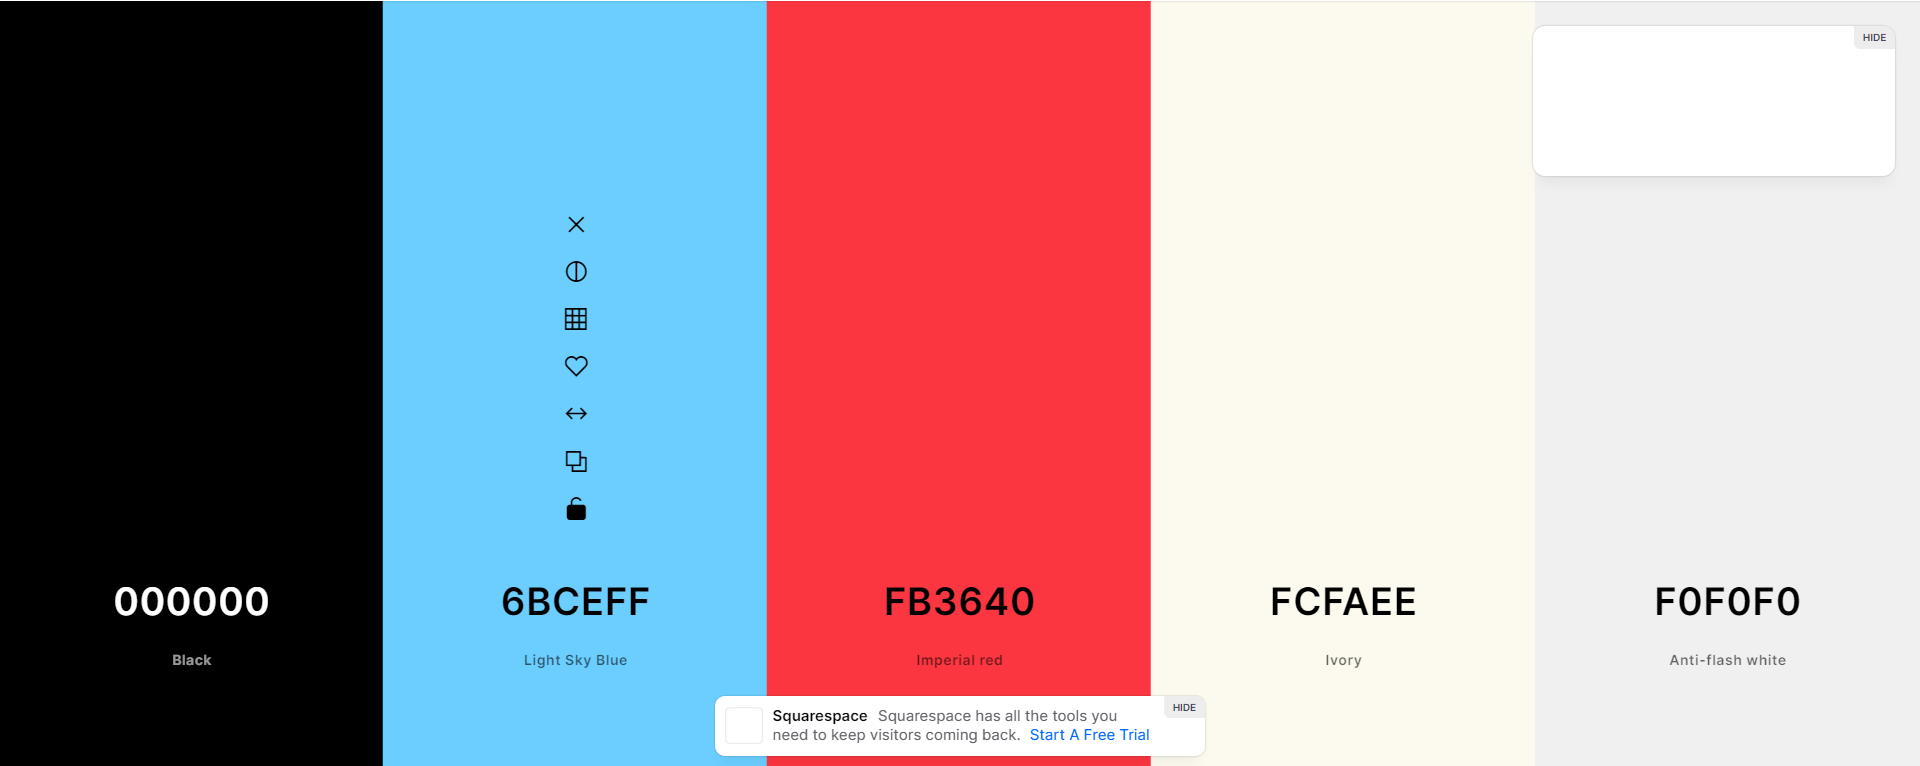 HIDE
000000
6BCEFF
FB3640
FCFAEE
F0F0F0
Black
Light Sky Blue
Imperial red
Ivory
Anti-flash white
HIDE
Squarespace Squarespace has all the tools you
need to keep visitors coming back. Start A Free Trial